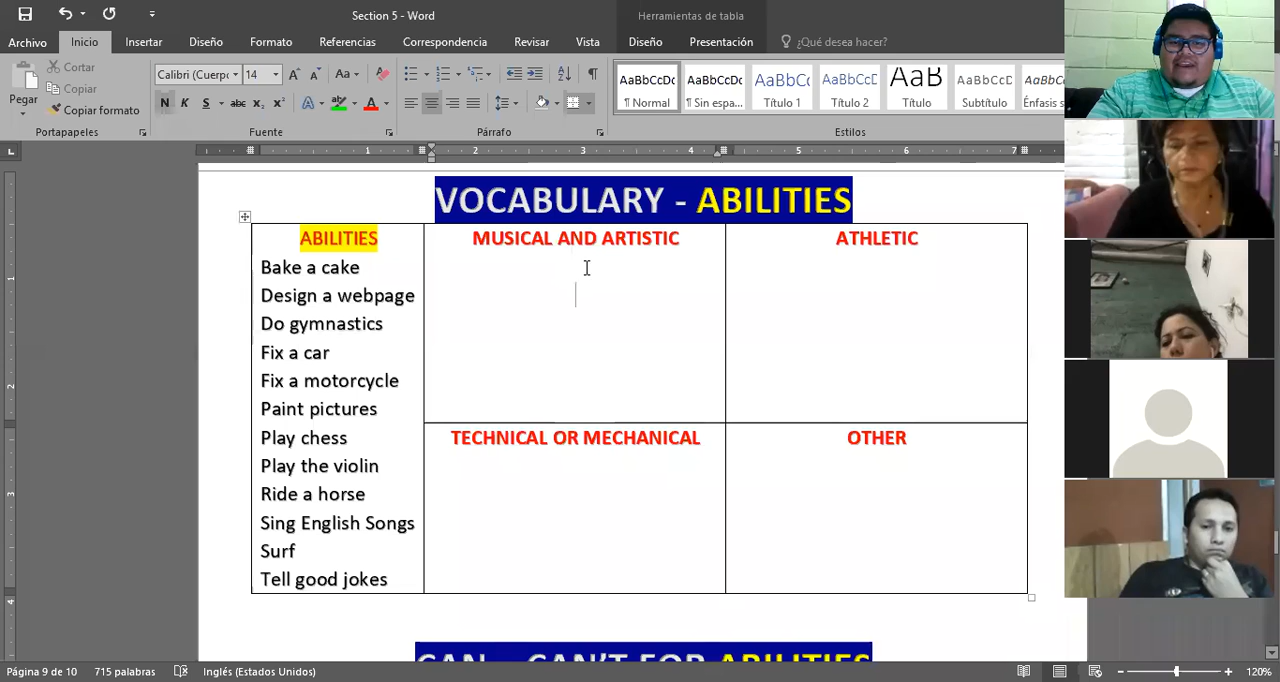 Section 5 - Word
Herramientas de tabla
Archivo
Inicio
Insertar
Diseño
Formato
Referencias
Correspondencia
Revisar
Vista
Diseño
Presentación
¿Qué desea hacer?
Pegar
Cortar
Copiar
Copiar formato
Portapapeles
Calibri (Cuerpo
14
Fuente
Párrafo
AaBbCcDc
¶ Normal
AaBbCcDc
¶ Sin espa...
AaBbCc
Título 1
AaBbCc
Título 2
AaB
Título
AaBbCcD
Subtítulo
AaBbCcD
Énfasis s
Estilos
VOCABULARY - ABILITIES
ABILITIES
Bake a cake
Design a webpage
Do gymnastics
Fix a car
Fix a motorcycle
Paint pictures
Play chess
Play the violin
Ride a horse
Sing English Songs
Surf
Tell good jokes
MUSICAL AND ARTISTIC
ATHLETIC
TECHNICAL OR MECHANICAL
OTHER
CAN – CAN'T FOR ABILITIES
Página 9 de 10
715 palabras
Inglés (Estados Unidos)
120%